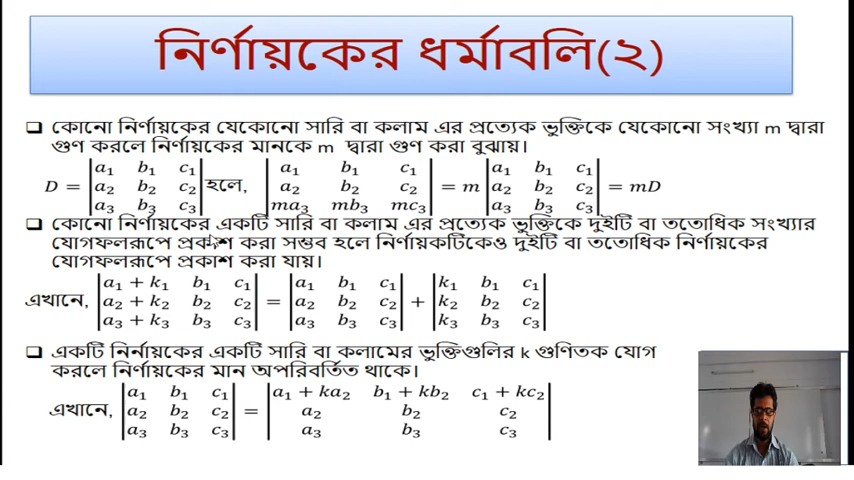 নির্ণায়কের ধর্মাবলি(২)
❑ কোনো নির্ণায়কের যেকোনো সারি বা কলাম এর প্রত্যেক ভুক্তিকে যেকোনো সংখ্যা m দ্বারা
গুণ করলে নির্ণায়কের মানকে m দ্বারা গুণ করা বুঝায়।
D = |a₁ b₁ c₁; a₂ b₂ c₂; a₃ b₃ c₃| হলে, |a₁ b₁ c₁; a₂ b₂ c₂; ma₃ mb₃ mc₃| = m |a₁ b₁ c₁; a₂ b₂ c₂; a₃ b₃ c₃| = mD
❑ কোনো নির্ণায়কের একটি সারি বা কলাম এর প্রত্যেক ভুক্তিকে দুইটি বা ততোধিক সংখ্যার
যোগফলরূপে প্রকাশ করা সম্ভব হলে নির্ণায়কটিকেও দুইটি বা ততোধিক নির্ণায়কের
যোগফলরূপে প্রকাশ করা যায়।
এখানে, |a₁ + k₁ b₁ c₁; a₂ + k₂ b₂ c₂; a₃ + k₃ b₃ c₃| = |a₁ b₁ c₁; a₂ b₂ c₂; a₃ b₃ c₃| + |k₁ b₁ c₁; k₂ b₂ c₂; k₃ b₃ c₃|
❑ একটি নির্নায়কের একটি সারি বা কলামের ভুক্তিগুলির k গুণিতক যোগ
করলে নির্ণায়কের মান অপরিবর্তিত থাকে।
এখানে, |a₁ b₁ c₁; a₂ b₂ c₂; a₃ b₃ c₃| = |a₁ + ka₂ b₁ + kb₂ c₁ + kc₂; a₂ b₂ c₂; a₃ b₃ c₃|